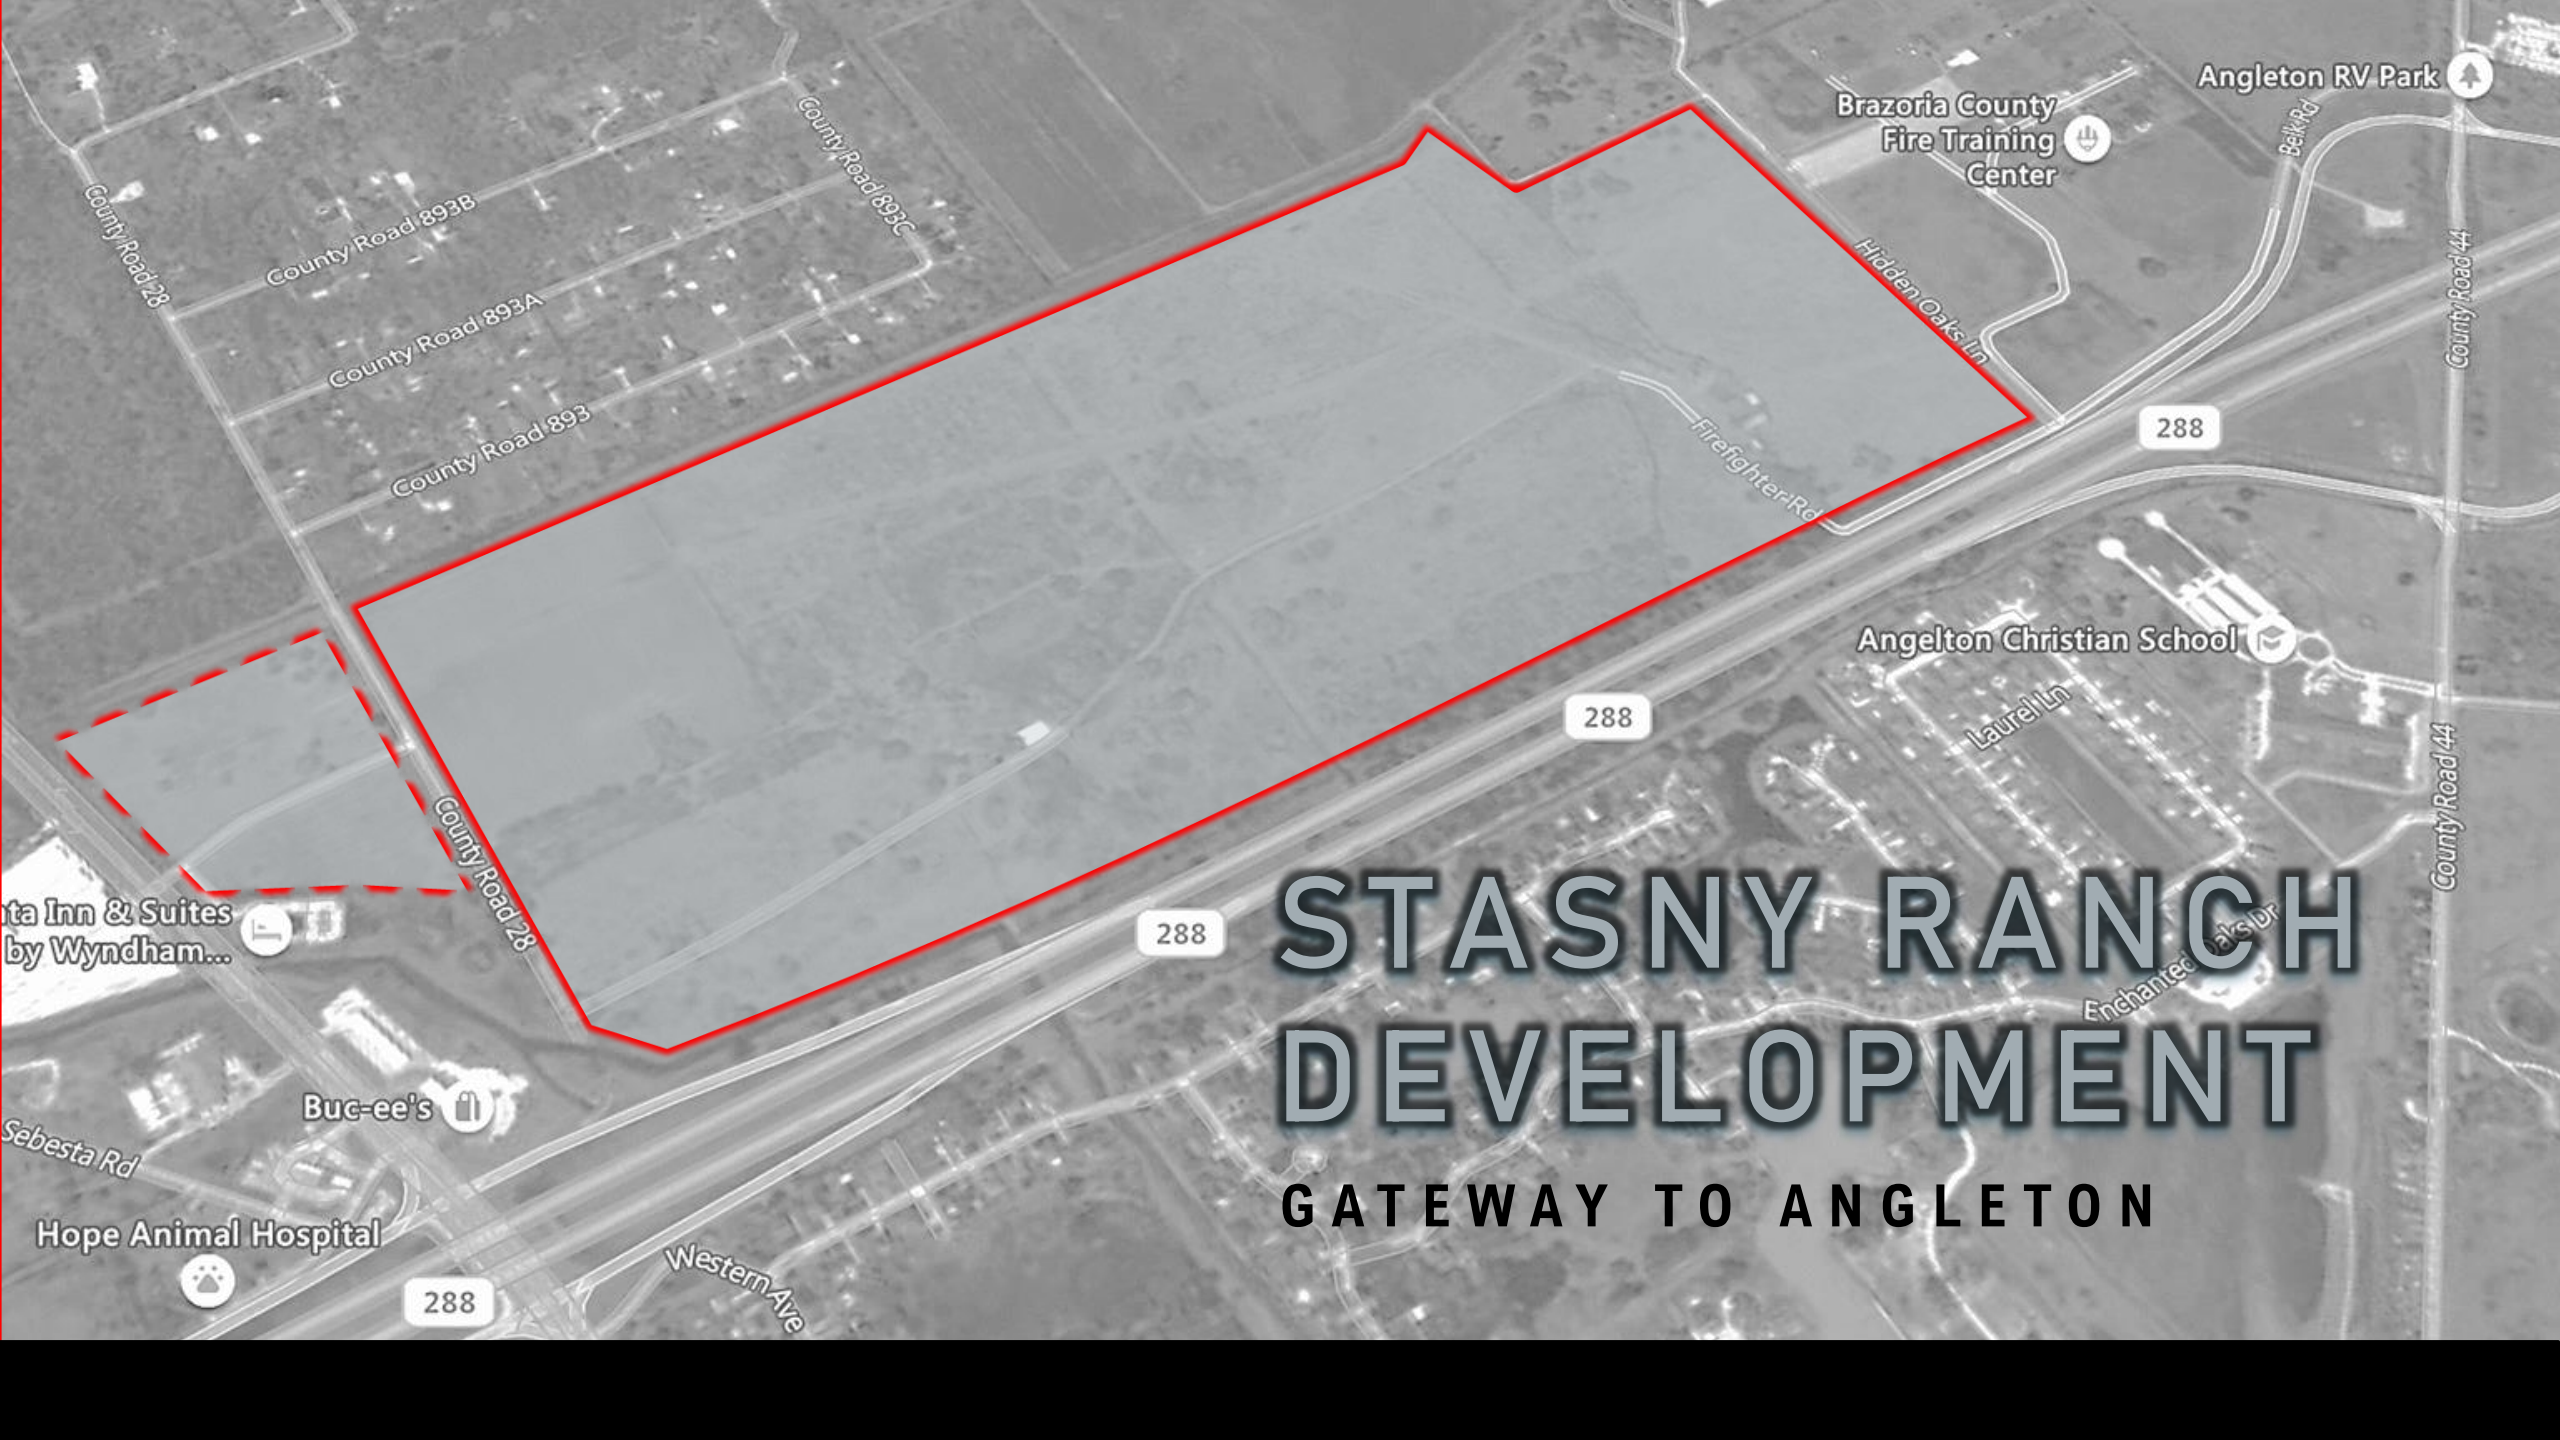 Angleton RV Park
Brazoria County
Fire Training
Center
Belk Rd
County Road 893C
County Road 28
County Road 893B
County Road 44
Hidden Oaks Ln
County Road 893A
County Road 893
288
Firefighter Rd
Angelton Christian School
Laurel Ln
288
County Road 44
County Road 28
ta Inn & Suites
by Wyndham...
288
STASNY RANCH
Enchanted Oaks Dr
DEVELOPMENT
Buc-ee's
Sebesta Rd
GATEWAY TO ANGLETON
Hope Animal Hospital
Western Ave
288